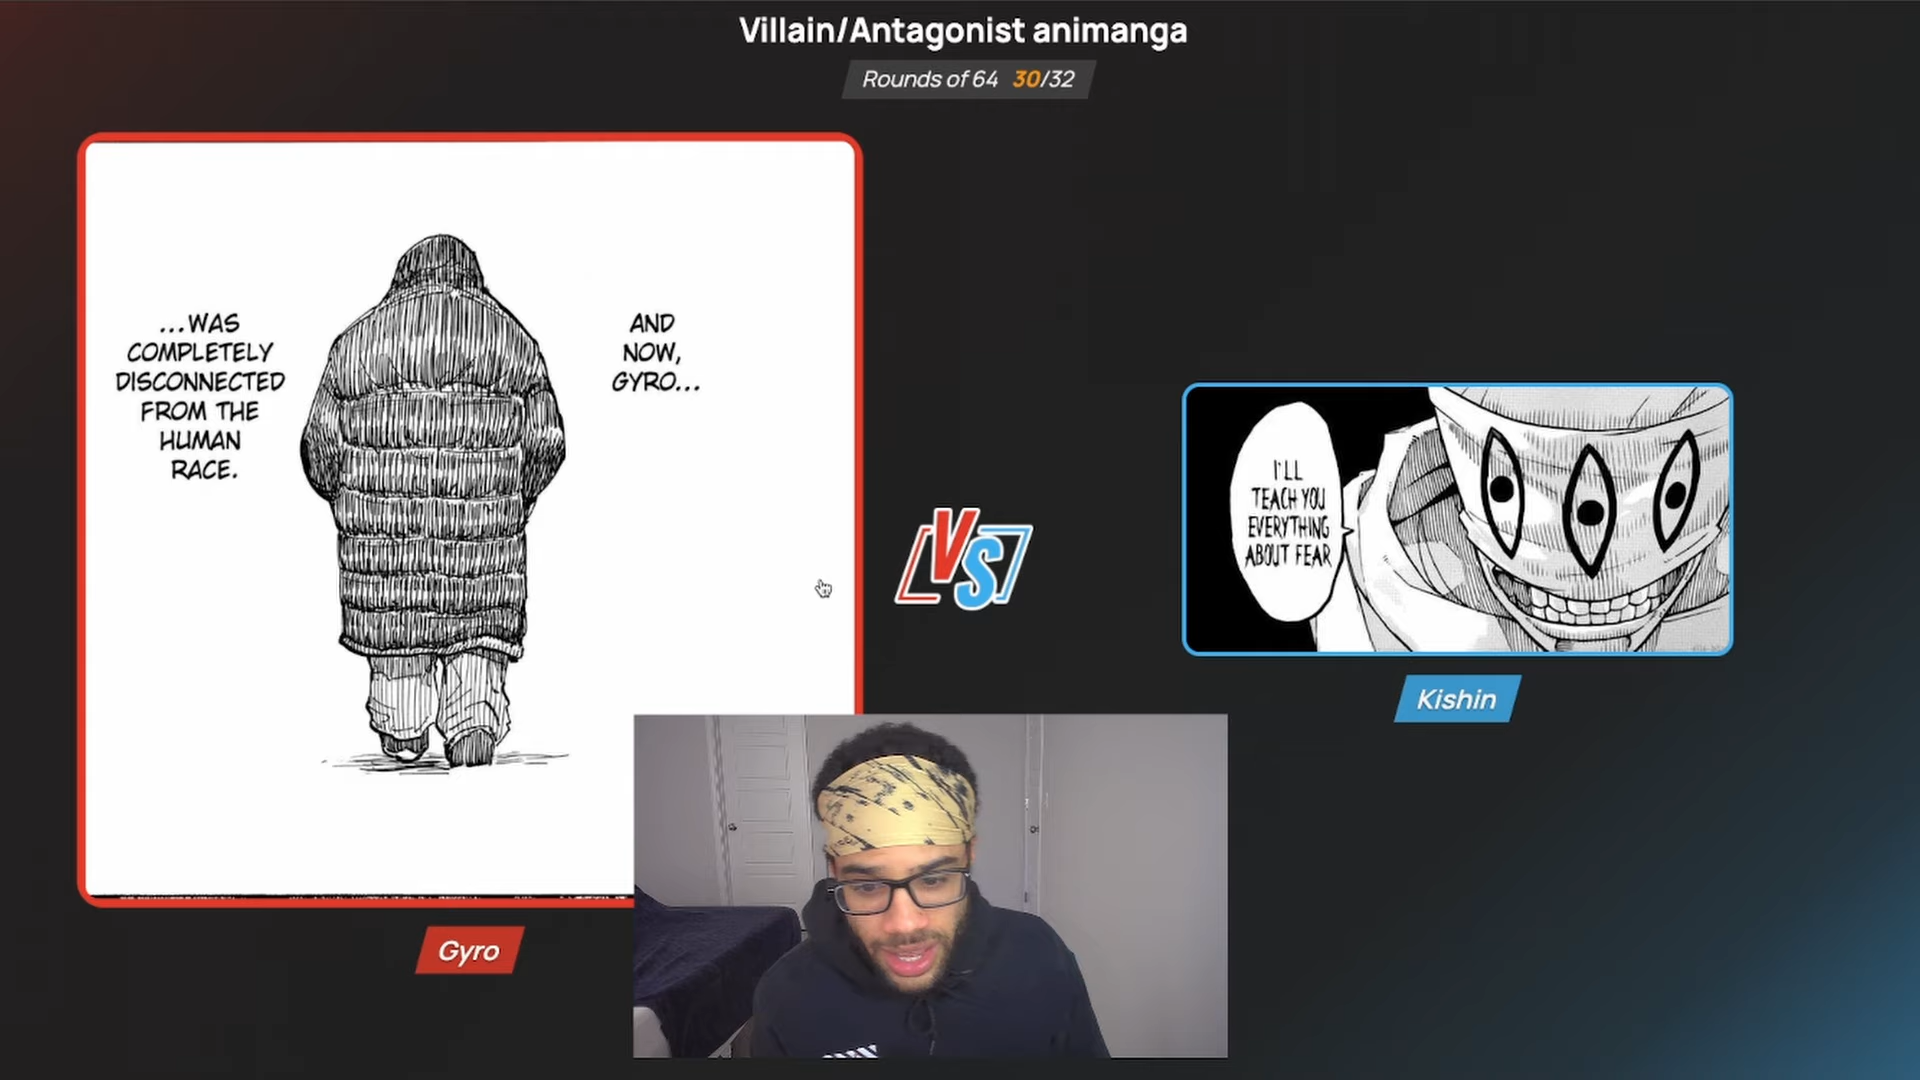 Villain/Antagonist animanga
Rounds of 64 30/32
...WAS
COMPLETELY
DISCONNECTED
FROM THE
HUMAN
RACE.
AND
NOW,
GYRO...
VS
I'LL
TEACH YOU
EVERYTHING
ABOUT FEAR
Kishin
Gyro